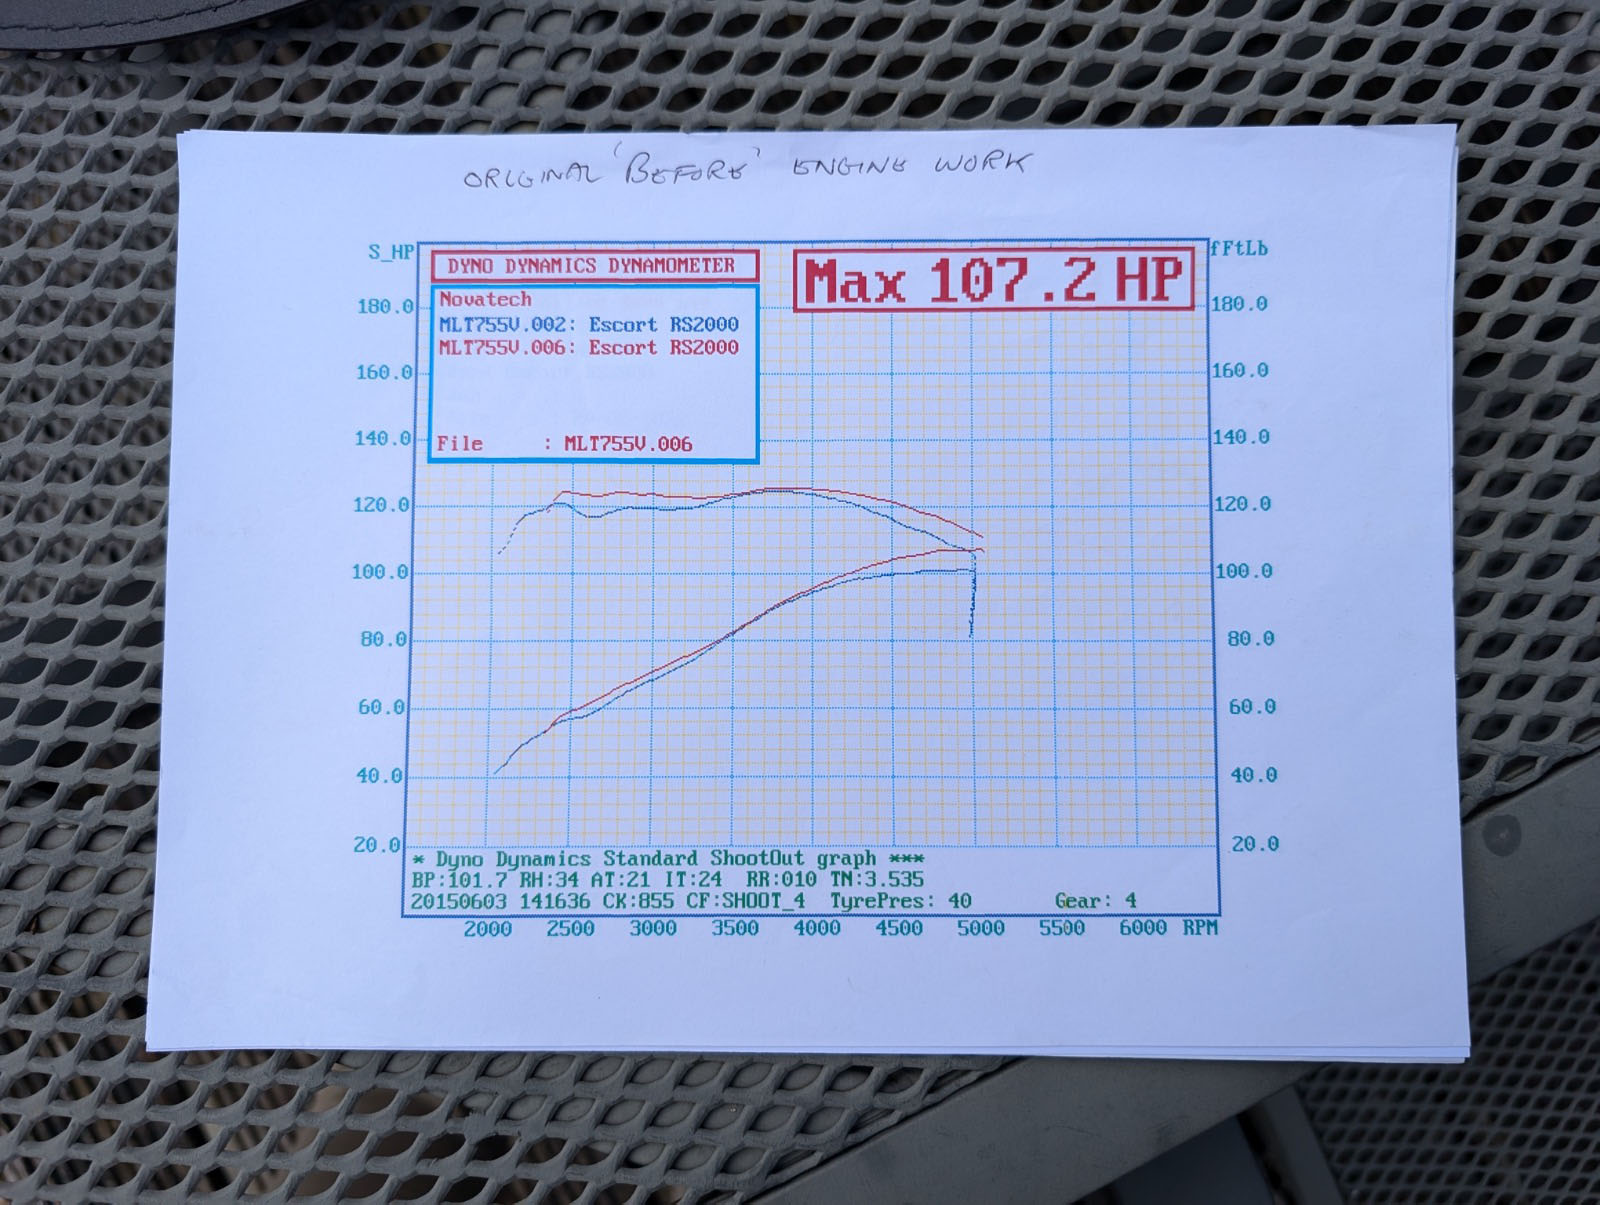 ORIGINAL 'BEFORE' ENGINE WORK
S_HP
fFtLb
DYNO DYNAMICS DYNAMOMETER
Max 107.2 HP
Novatech
MLT755V.002: Escort RS2000
MLT755V.006: Escort RS2000
File : MLT755V.006
180.0 180.0
160.0 160.0
140.0 140.0
120.0 120.0
100.0 100.0
80.0 80.0
60.0 60.0
40.0 40.0
20.0 20.0
* Dyno Dynamics Standard ShootOut graph ***
BP:101.7 RH:34 AT:21 IT:24 RR:010 TN:3.535
20150603 141636 CK:855 CF:SHOOT_4 TyrePres: 40 Gear: 4
2000 2500 3000 3500 4000 4500 5000 5500 6000 RPM